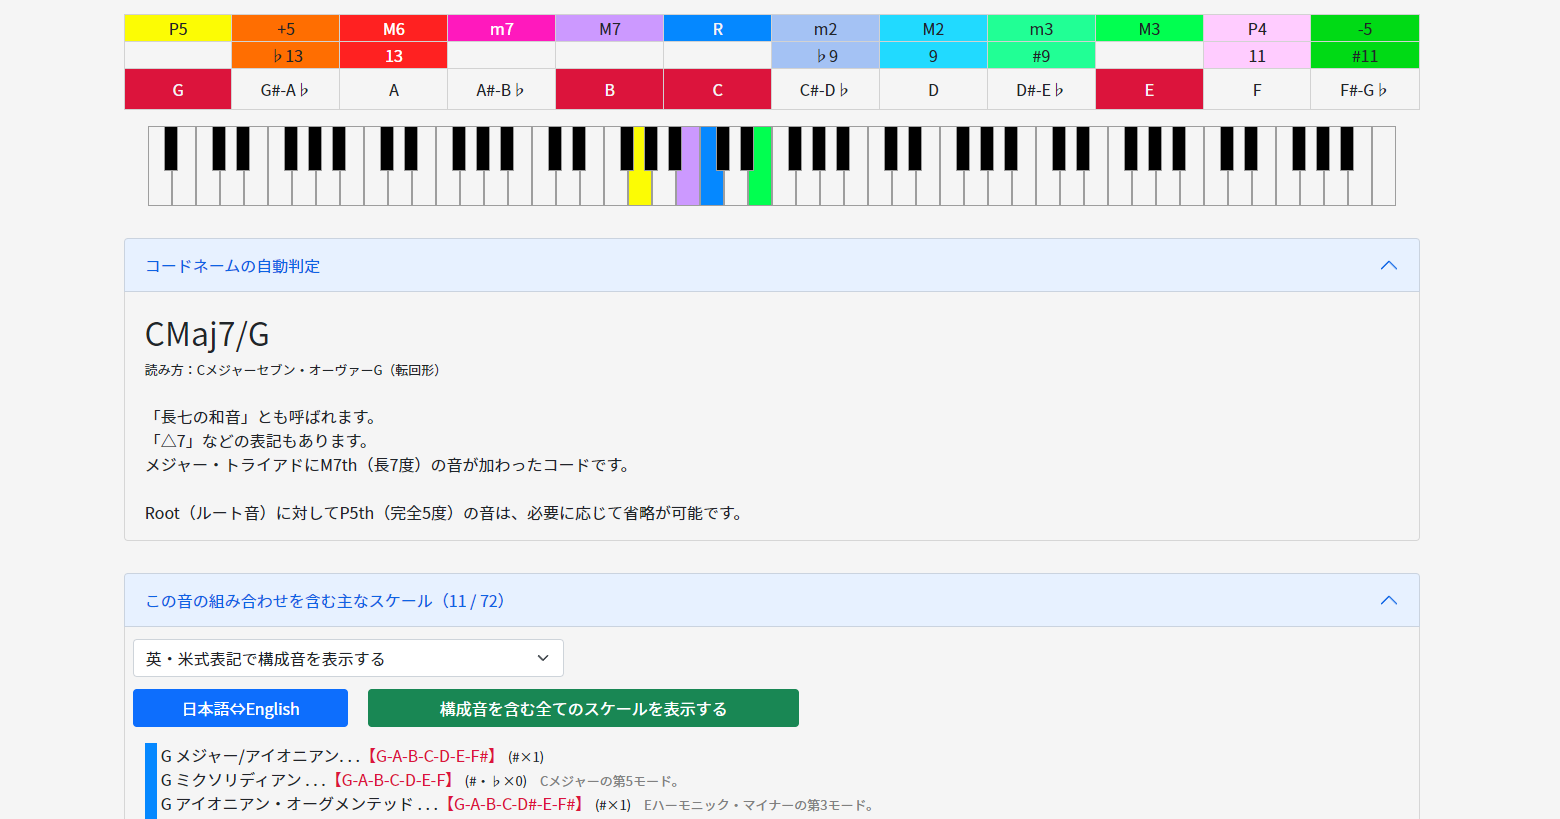 P5 +5 M6 m7 M7 R m2 M2 m3 M3 P4 -5
♭13 13 ♭9 9 #9 11 #11
G G#-A♭ A A#-B♭ B C C#-D♭ D D#-E♭ E F F#-G♭
コードネームの自動判定
CMaj7/G
読み方：Cメジャーセブン・オーヴァーG（転回形）
「長七の和音」とも呼ばれます。
「△7」などの表記もあります。
メジャー・トライアドにM7th（長7度）の音が加わったコードです。
Root（ルート音）に対してP5th（完全5度）の音は、必要に応じて省略が可能です。
この音の組み合わせを含む主なスケール（11 / 72）
英・米式表記で構成音を表示する
日本語⇔English 構成音を含む全てのスケールを表示する
G メジャー/アイオニアン. . .【G-A-B-C-D-E-F#】 (#×1)
G ミクソリディアン . . .【G-A-B-C-D-E-F】 (#・♭×0) Cメジャーの第5モード。
G アイオニアン・オーグメンテッド . . .【G-A-B-C-D#-E-F#】 (#×1) Eハーモニック・マイナーの第3モード。